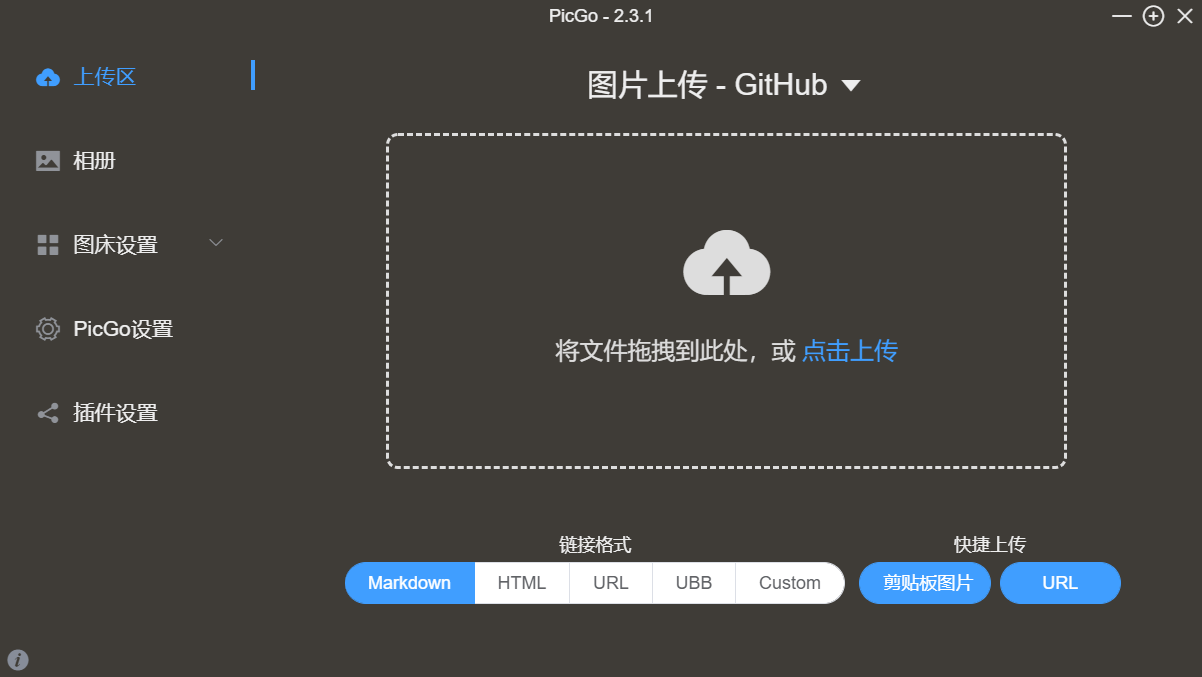 PicGo - 2.3.1
上传区
相册
图床设置
PicGo设置
插件设置
图片上传 - GitHub
将文件拖拽到此处，或 点击上传
链接格式
Markdown HTML URL UBB Custom
快捷上传
剪贴板图片 URL